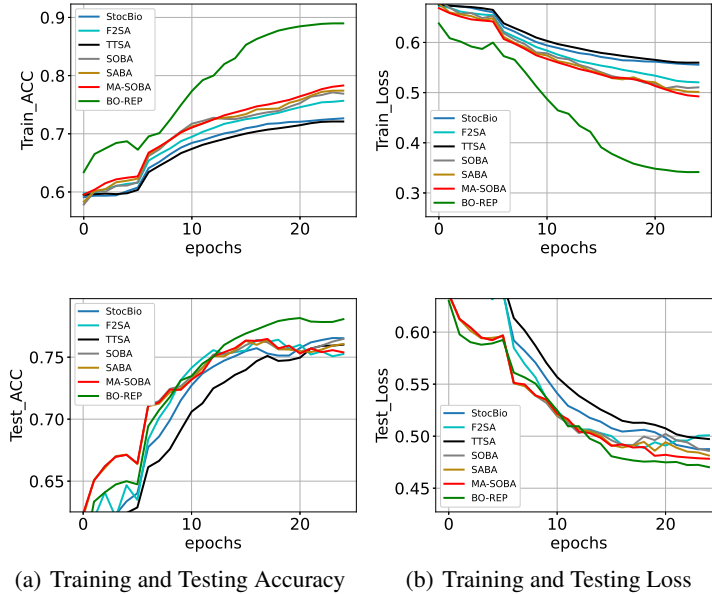 0.9
0.8
0.7
0.6
Train_ACC
StocBio
F2SA
TTSA
SOBA
SABA
MA-SOBA
BO-REP
0 10 20
epochs
0.6
0.5
0.4
0.3
Train_Loss
StocBio
F2SA
TTSA
SOBA
SABA
MA-SOBA
BO-REP
0 10 20
epochs
0.75
0.70
0.65
Test_ACC
StocBio
F2SA
TTSA
SOBA
SABA
MA-SOBA
BO-REP
0 10 20
epochs
0.60
0.55
0.50
0.45
Test_Loss
StocBio
F2SA
TTSA
SOBA
SABA
MA-SOBA
BO-REP
0 10 20
epochs
(a) Training and Testing Accuracy
(b) Training and Testing Loss